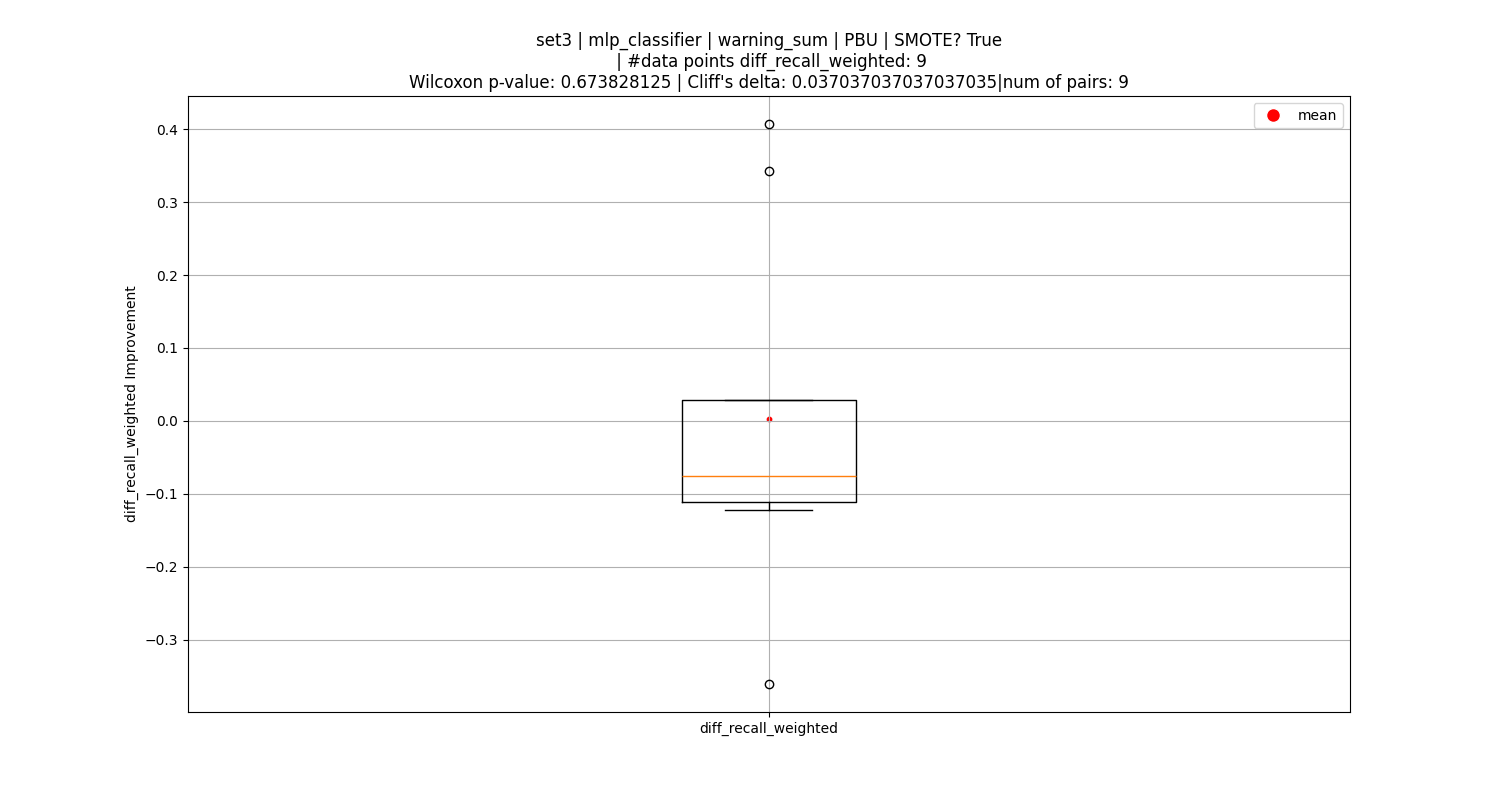 set3 | mlp_classifier | warning_sum | PBU | SMOTE? True
| #data points diff_recall_weighted: 9
Wilcoxon p-value: 0.673828125 | Cliff's delta: 0.037037037037037035|num of pairs: 9
mean
0.4
0.3
0.2
0.1
0.0
−0.1
−0.2
−0.3
diff_recall_weighted Improvement
diff_recall_weighted